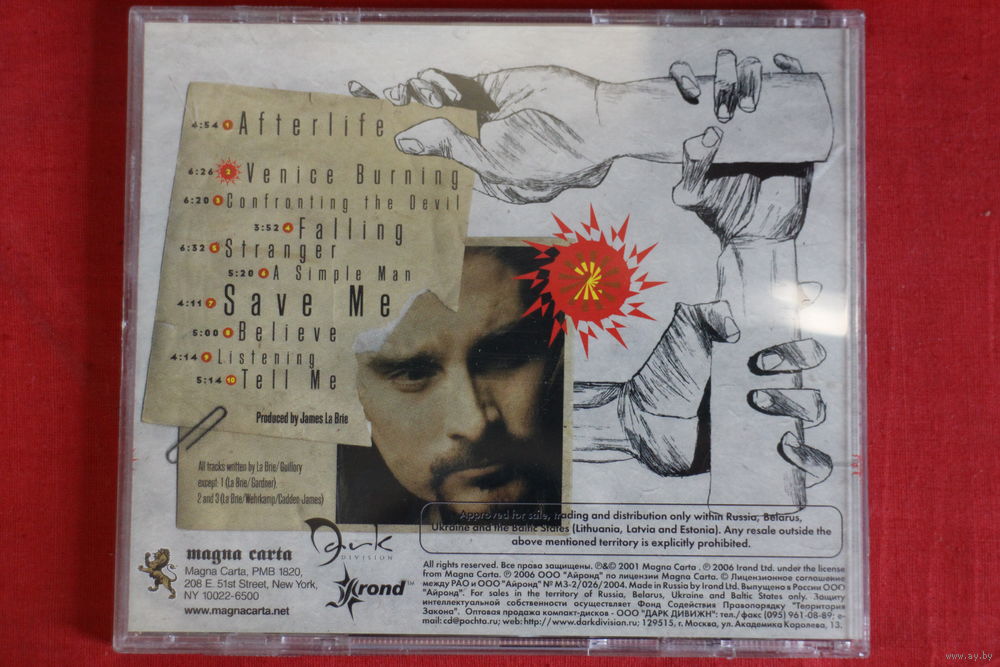 4:54 1 Afterlife
6:26 2 Venice Burning
6:20 3 Confronting the Devil
3:52 4 Falling
6:32 5 Stranger
5:20 6 A Simple Man
4:11 7 Save Me
5:00 8 Believe
4:14 9 Listening
5:14 10 Tell Me
Produced by James La Brie
All tracks written by La Brie/Guillory
except: 1 (La Brie/Gardner),
2 and 3 (La Brie/Wehrkamp/Cadden-James)
magna carta
Magna Carta, PMB 1820,
208 E. 51st Street, New York,
NY 10022-6500
www.magnacarta.net
Dark
DIVISION
Irond™
Approved for sale, trading and distribution only within Russia, Belarus,
Ukraine and the Baltic States (Lithuania, Latvia and Estonia). Any resale outside the
above mentioned territory is explicitly prohibited.
All rights reserved. Все права защищены. ℗&© 2001 Magna Carta . ℗ 2006 Irond Ltd. under the license
from Magna Carta. ℗ 2006 ООО "Айронд" по лицензии Magna Carta. © Лицензионное соглашение
между РАО и ООО "Айронд" № М3-2/026/2004. Made in Russia by Irond Ltd. Выпущено в России ООО
"Айронд". For sales in the territory of Russia, Belarus, Ukraine and Baltic States only. Защиту
интеллектуальной собственности осуществляет Фонд Содействия Правопорядку "Территория
Закона". Оптовая продажа компакт-дисков - ООО "ДАРК ДИВИЖН": тел./факс (095) 961-08-89; e-
mail: cd@pochta.ru; web: http://www.darkdivision.ru; 129515, г. Москва, ул. Академика Королева, 13.
www.ay.by